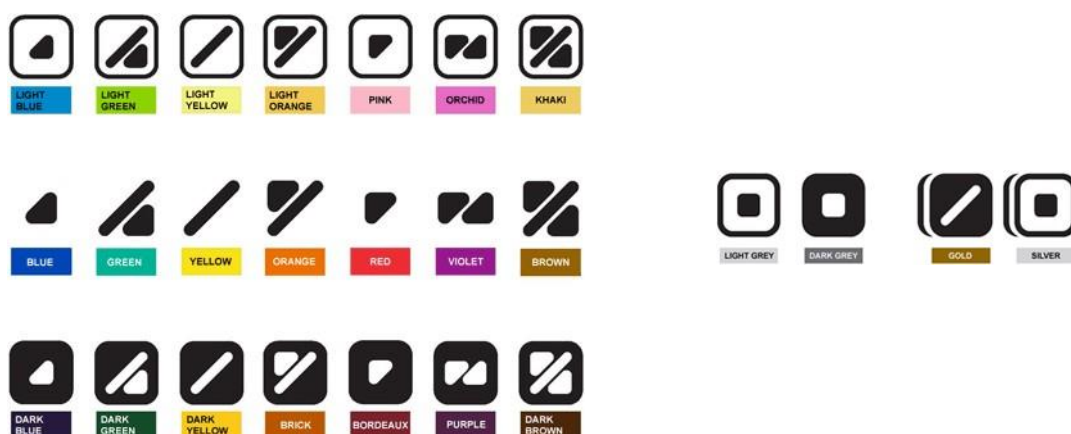 LIGHT
BLUE
LIGHT
GREEN
LIGHT
YELLOW
LIGHT
ORANGE
PINK
ORCHID
KHAKI
BLUE
GREEN
YELLOW
ORANGE
RED
VIOLET
BROWN
LIGHT GREY
DARK GREY
GOLD
SILVER
DARK
BLUE
DARK
GREEN
DARK
YELLOW
BRICK
BORDEAUX
PURPLE
DARK
BROWN